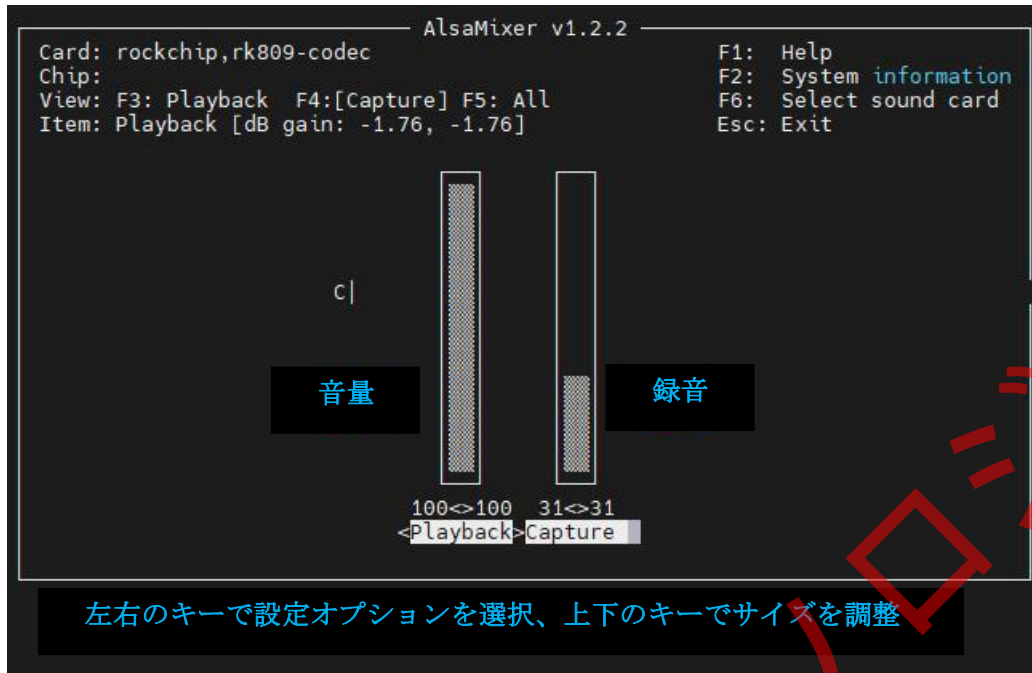 AlsaMixer v1.2.2
Card: rockchip,rk809-codec F1: Help
Chip: F2: System information
View: F3: Playback F4:[Capture] F5: All F6: Select sound card
Item: Playback [dB gain: -1.76, -1.76] Esc: Exit
C|
音量 録音
100<>100 31<>31
<Playback>Capture
左右のキーで設定オプションを選択、上下のキーでサイズを調整